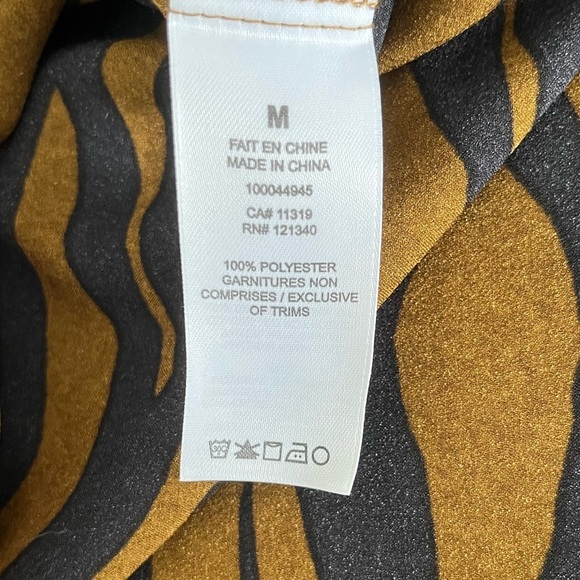 M
FAIT EN CHINE
MADE IN CHINA
100044945
CA# 11319
RN# 121340
100% POLYESTER
GARNITURES NON
COMPRISES / EXCLUSIVE
OF TRIMS